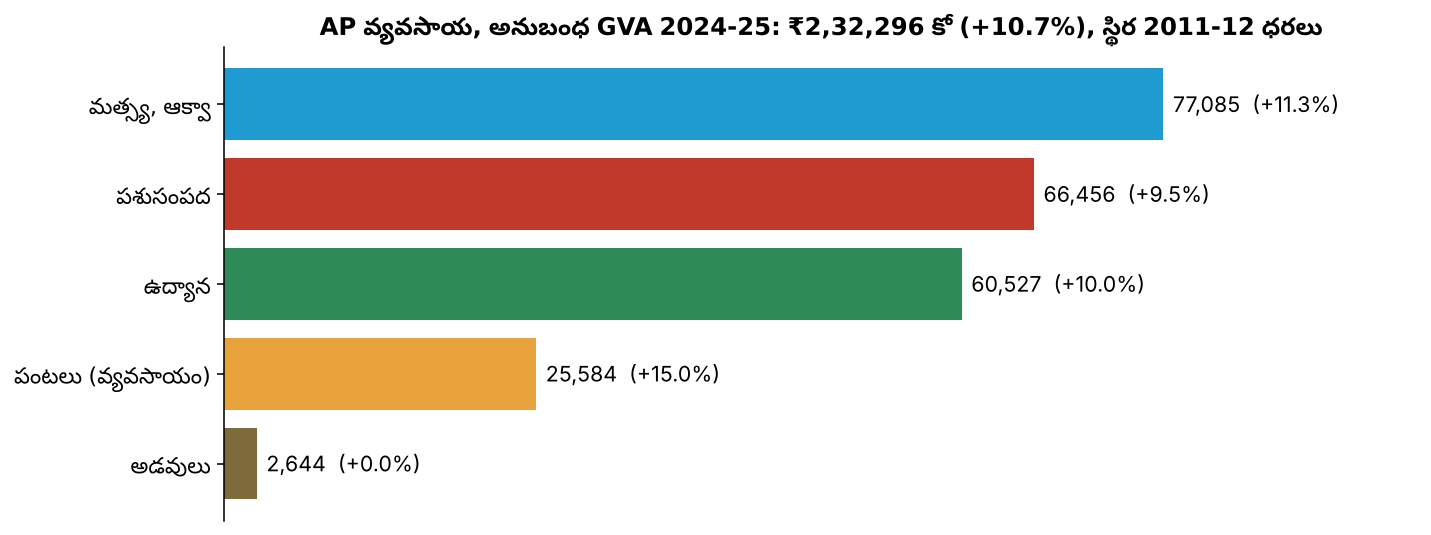 AP వ్యవసాయ, అనుబంధ GVA 2024-25: ₹2,32,296 కో (+10.7%), స్థిర 2011-12 ధరలు
మత్స్య, ఆక్వా 77,085 (+11.3%)
పశుసంపద 66,456 (+9.5%)
ఉద్యాన 60,527 (+10.0%)
పంటలు (వ్యవసాయం) 25,584 (+15.0%)
అడవులు 2,644 (+0.0%)